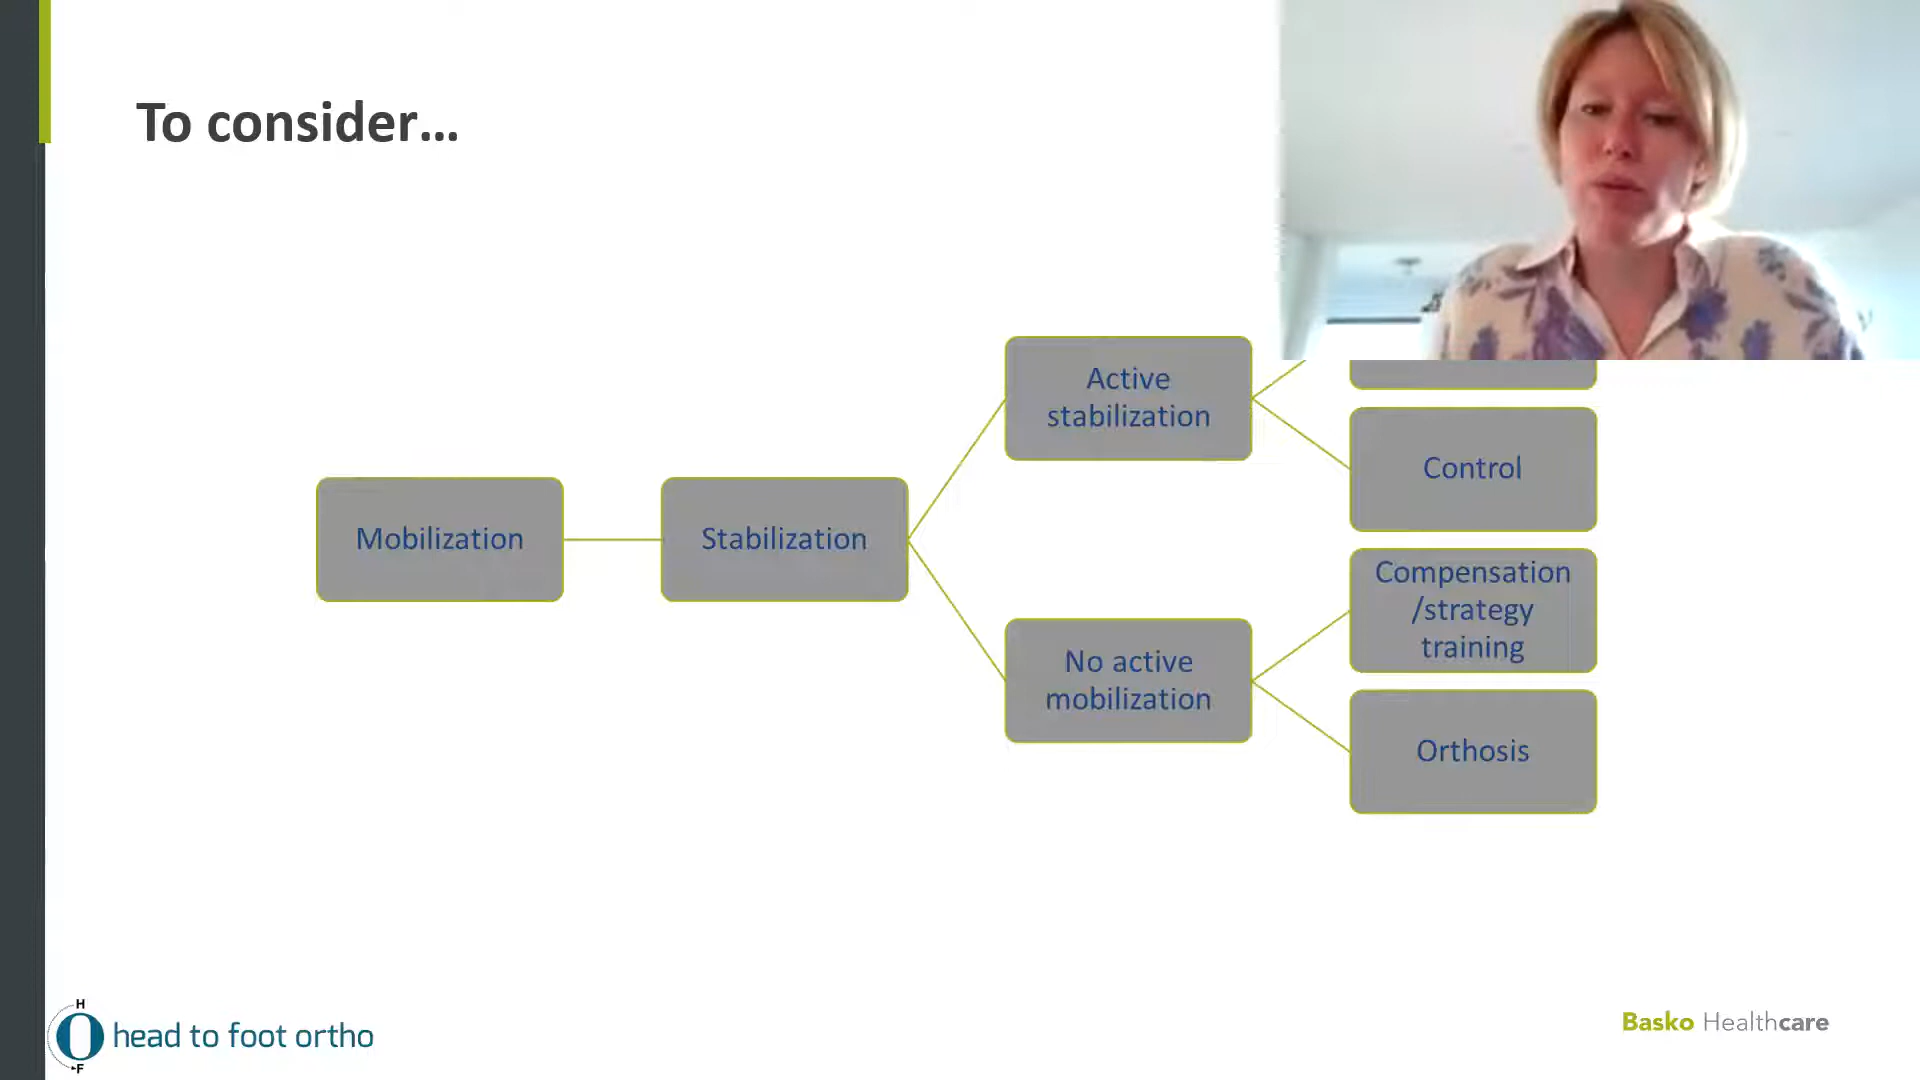 To consider...
Active
stabilization
Control
Mobilization
Stabilization
Compensation
/strategy
training
No active
mobilization
Orthosis
H
head to foot ortho
F
Basko Healthcare